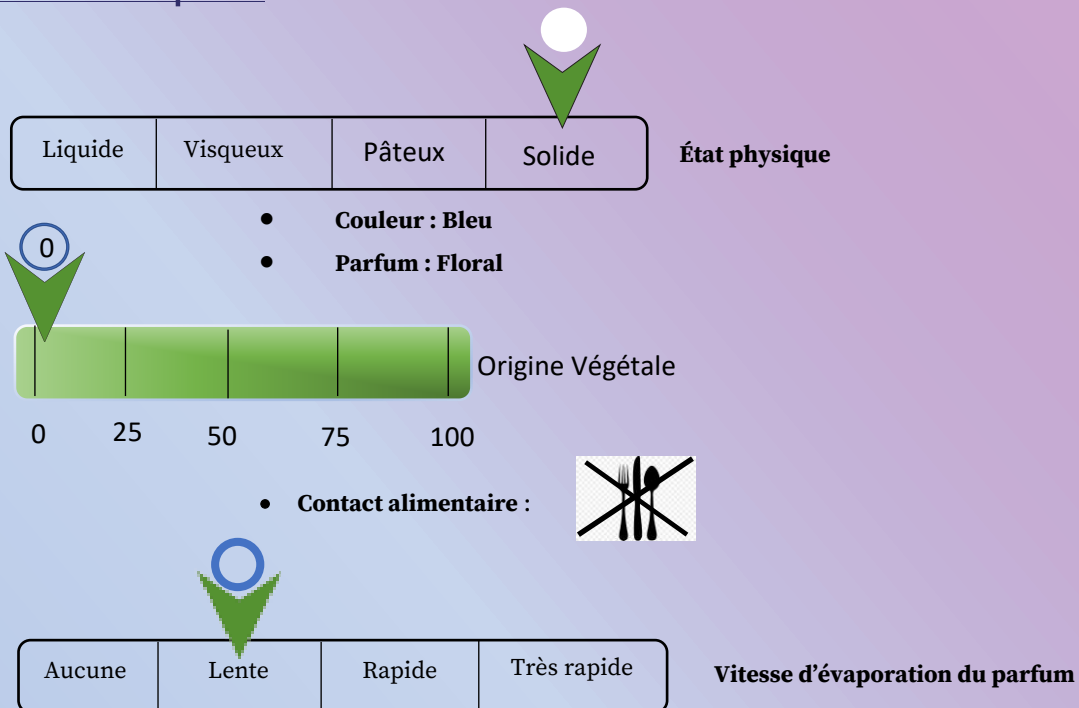 Liquide Visqueux Pâteux Solide État physique
• Couleur : Bleu
• Parfum : Floral
0
Origine Végétale
0 25 50 75 100
• Contact alimentaire :
Aucune Lente Rapide Très rapide Vitesse d'évaporation du parfum